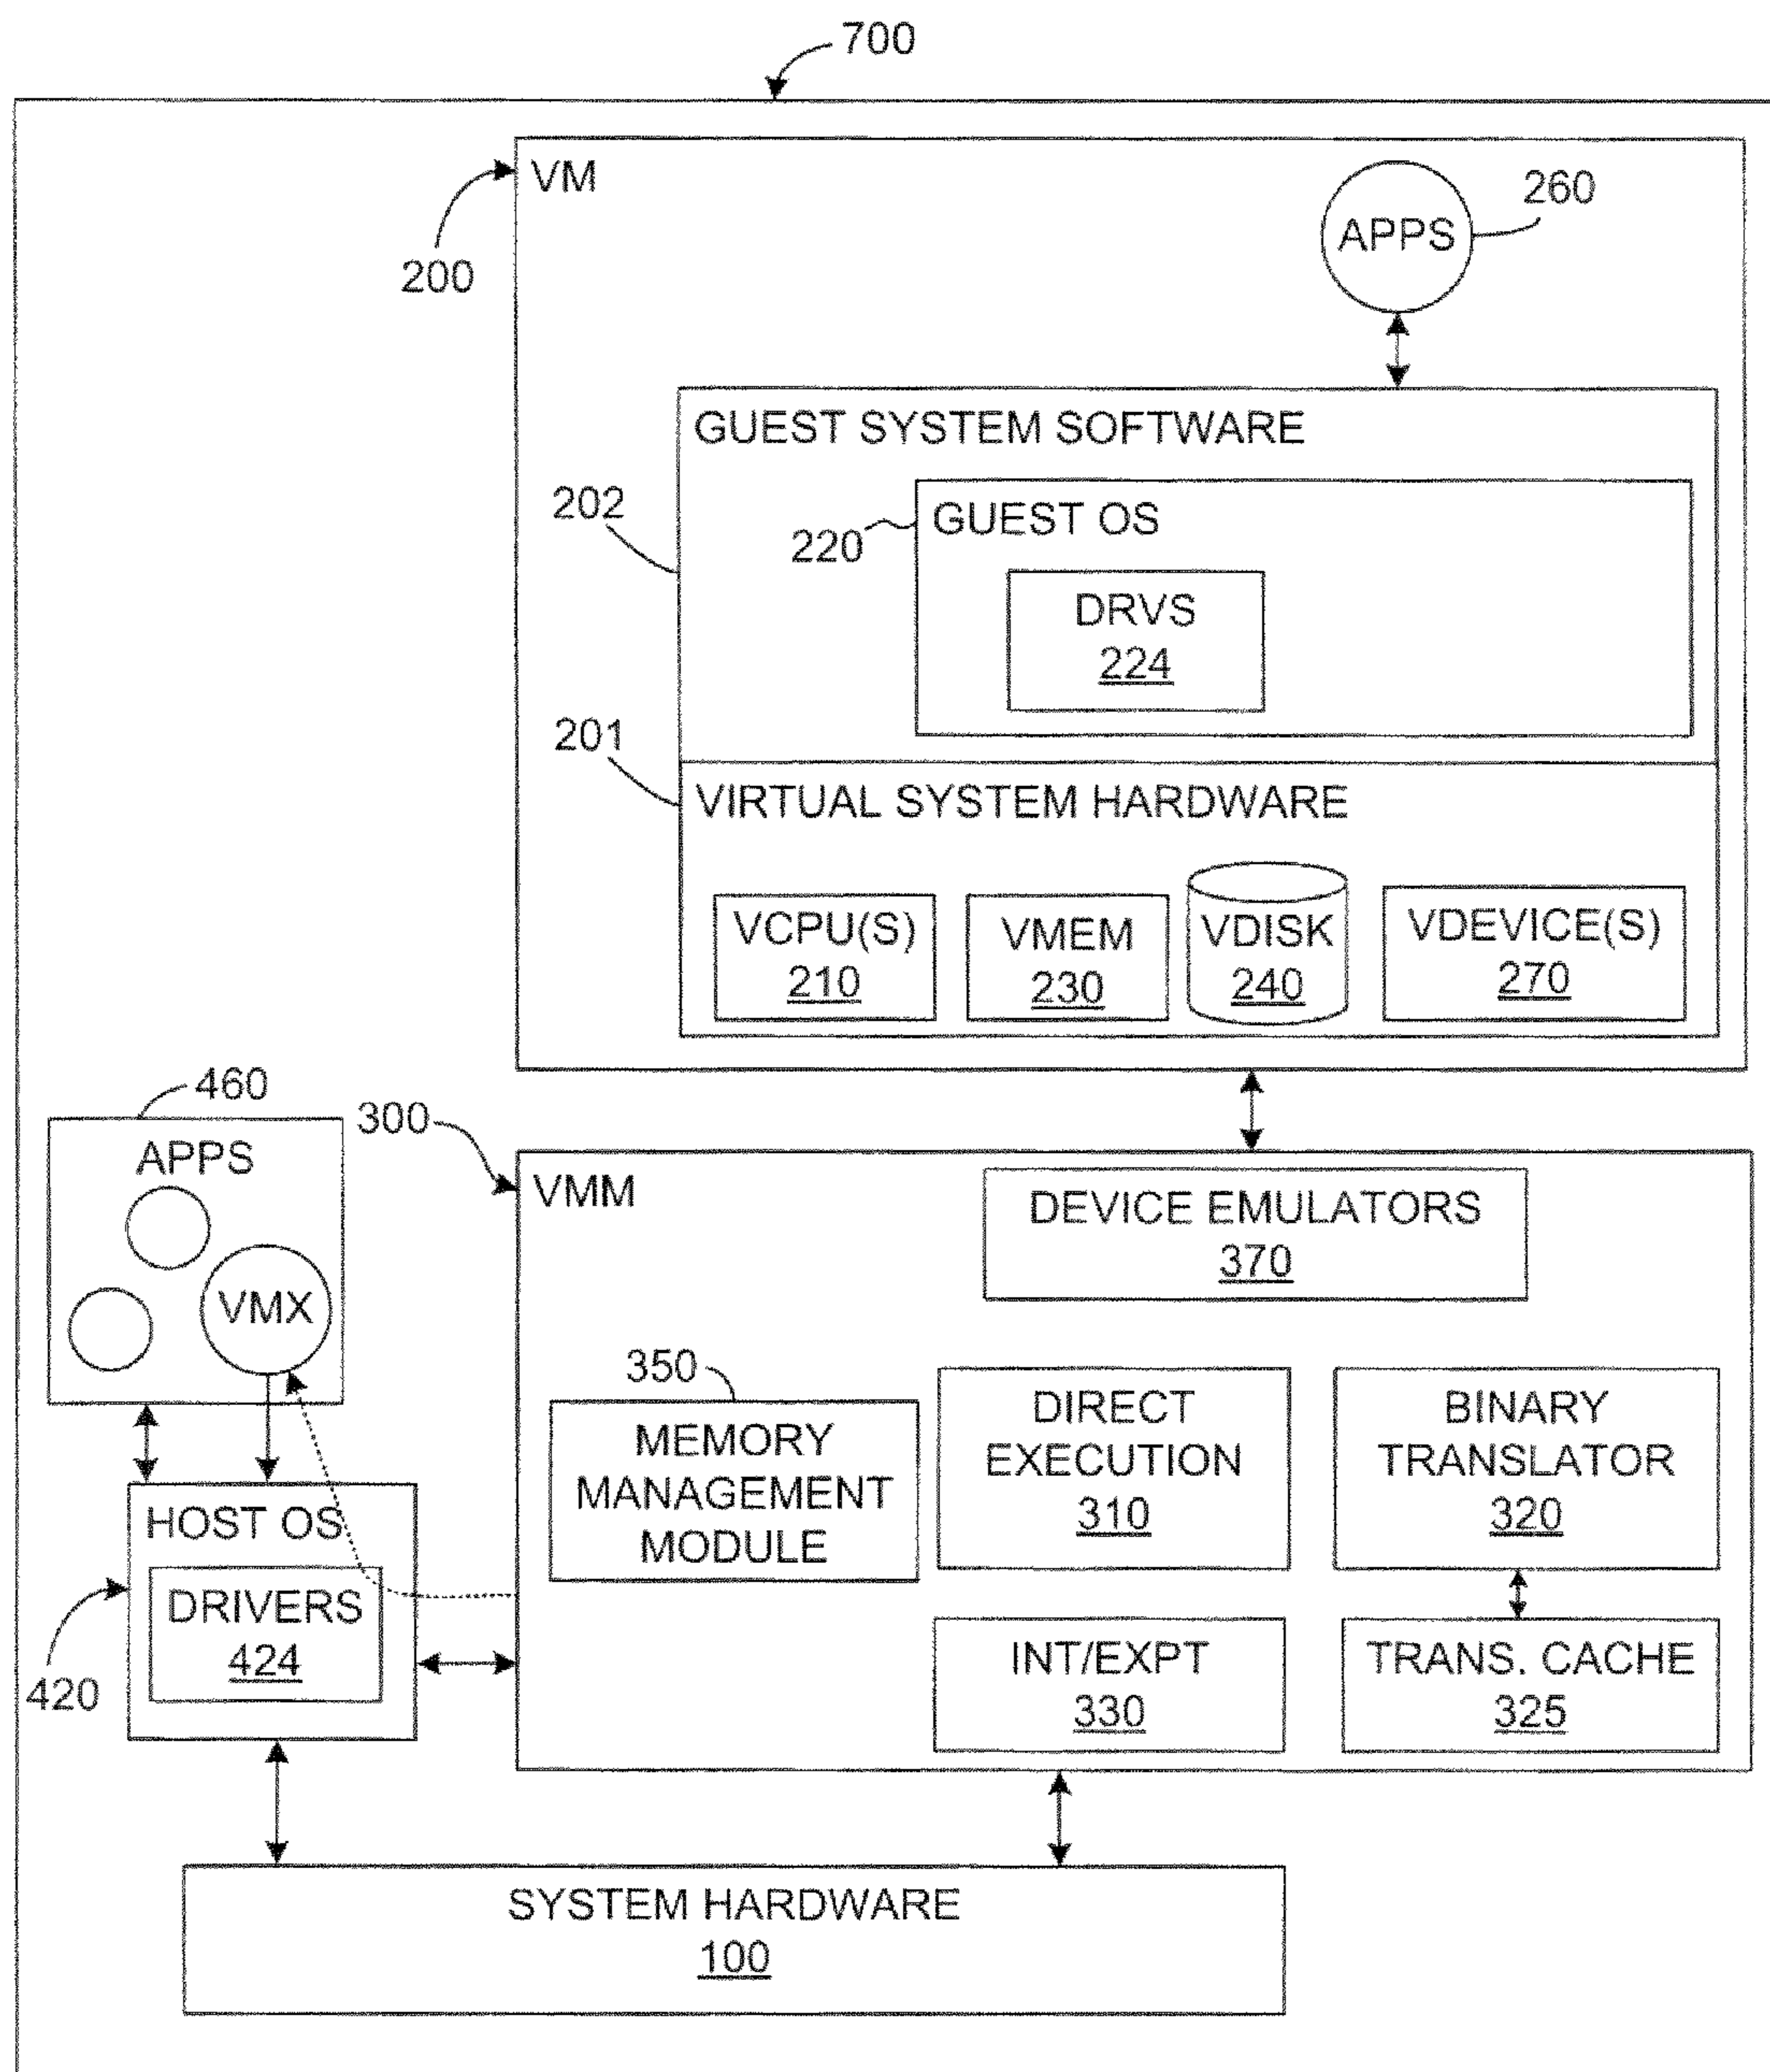 700
VM
200
APPS
260
GUEST SYSTEM SOFTWARE
202
220
GUEST OS
DRVS
224
201
VIRTUAL SYSTEM HARDWARE
VCPU(S)
210
VMEM
230
VDISK
240
VDEVICE(S)
270
460
APPS
VMX
300
VMM
DEVICE EMULATORS
370
350
MEMORY
MANAGEMENT
MODULE
DIRECT
EXECUTION
310
BINARY
TRANSLATOR
320
HOST OS
DRIVERS
424
420
INT/EXPT
330
TRANS. CACHE
325
SYSTEM HARDWARE
100